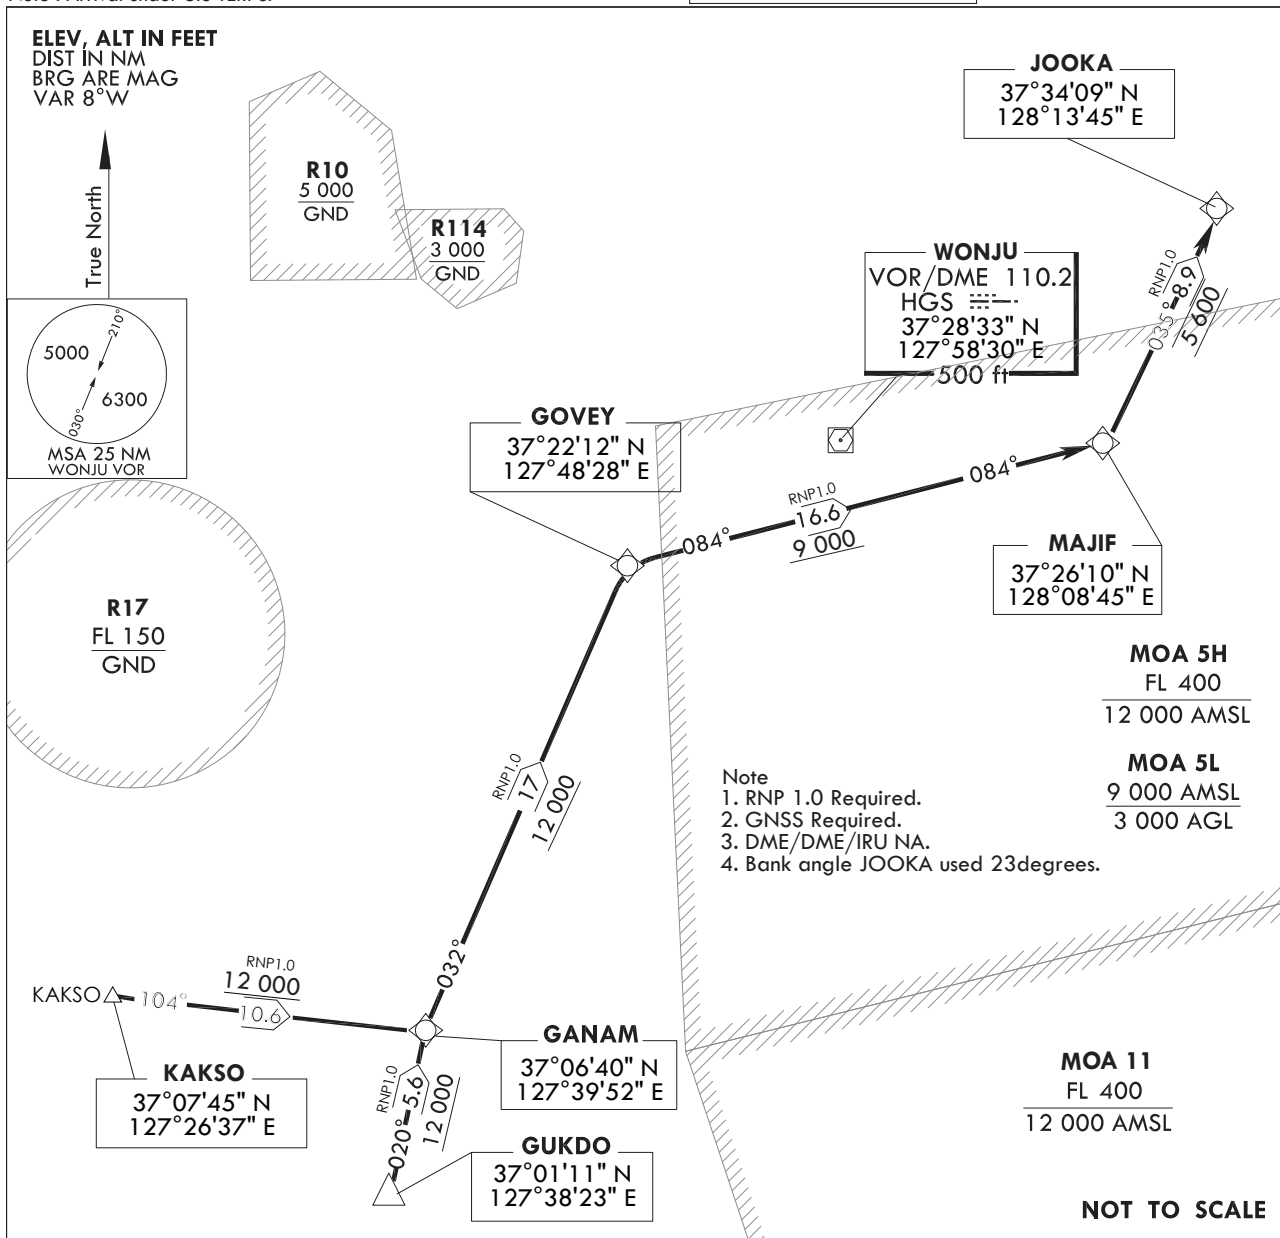 ELEV, ALT IN FEET
DIST IN NM
BRG ARE MAG
VAR 8°W
True North
5000
210°
6300
030°
MSA 25 NM
WONJU VOR
R10
5 000
GND
R114
3 000
GND
JOOKA
37°34'09" N
128°13'45" E
WONJU
VOR/DME 110.2
HGS
37°28'33" N
127°58'30" E
500 ft
RNP1.0
035°
8.9
5 600
GOVEY
37°22'12" N
127°48'28" E
084°
RNP1.0
16.6
9 000
084°
MAJIF
37°26'10" N
128°08'45" E
R17
FL 150
GND
MOA 5H
FL 400
12 000 AMSL
MOA 5L
9 000 AMSL
3 000 AGL
RNP1.0
17
12 000
032°
Note
1. RNP 1.0 Required.
2. GNSS Required.
3. DME/DME/IRU NA.
4. Bank angle JOOKA used 23degrees.
KAKSO
104°
RNP1.0
12 000
10.6
KAKSO
37°07'45" N
127°26'37" E
GANAM
37°06'40" N
127°39'52" E
RNP1.0
020°
5.6
12 000
GUKDO
37°01'11" N
127°38'23" E
MOA 11
FL 400
12 000 AMSL
NOT TO SCALE